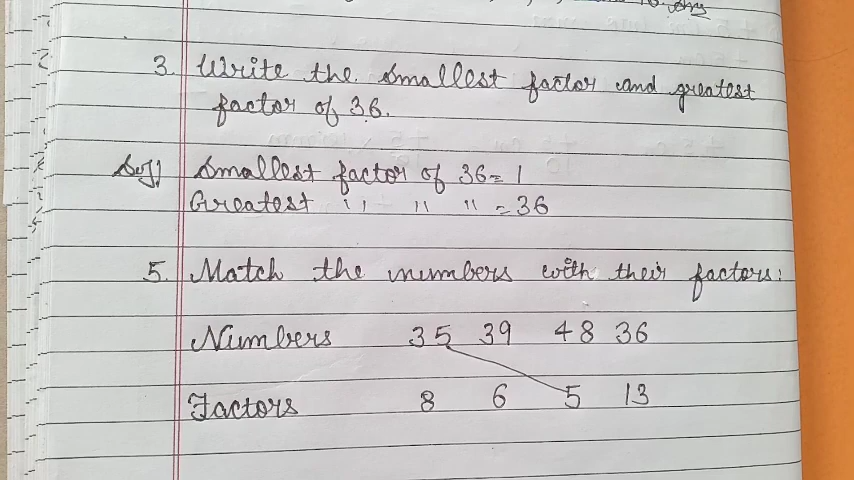 3. Write the smallest factor and greatest
factor of 36.
Smallest factor of 36 = 1
Greatest " " " = 36
5. Match the numbers with their factors:
Numbers 35 39 48 36
Factors 8 6 5 13